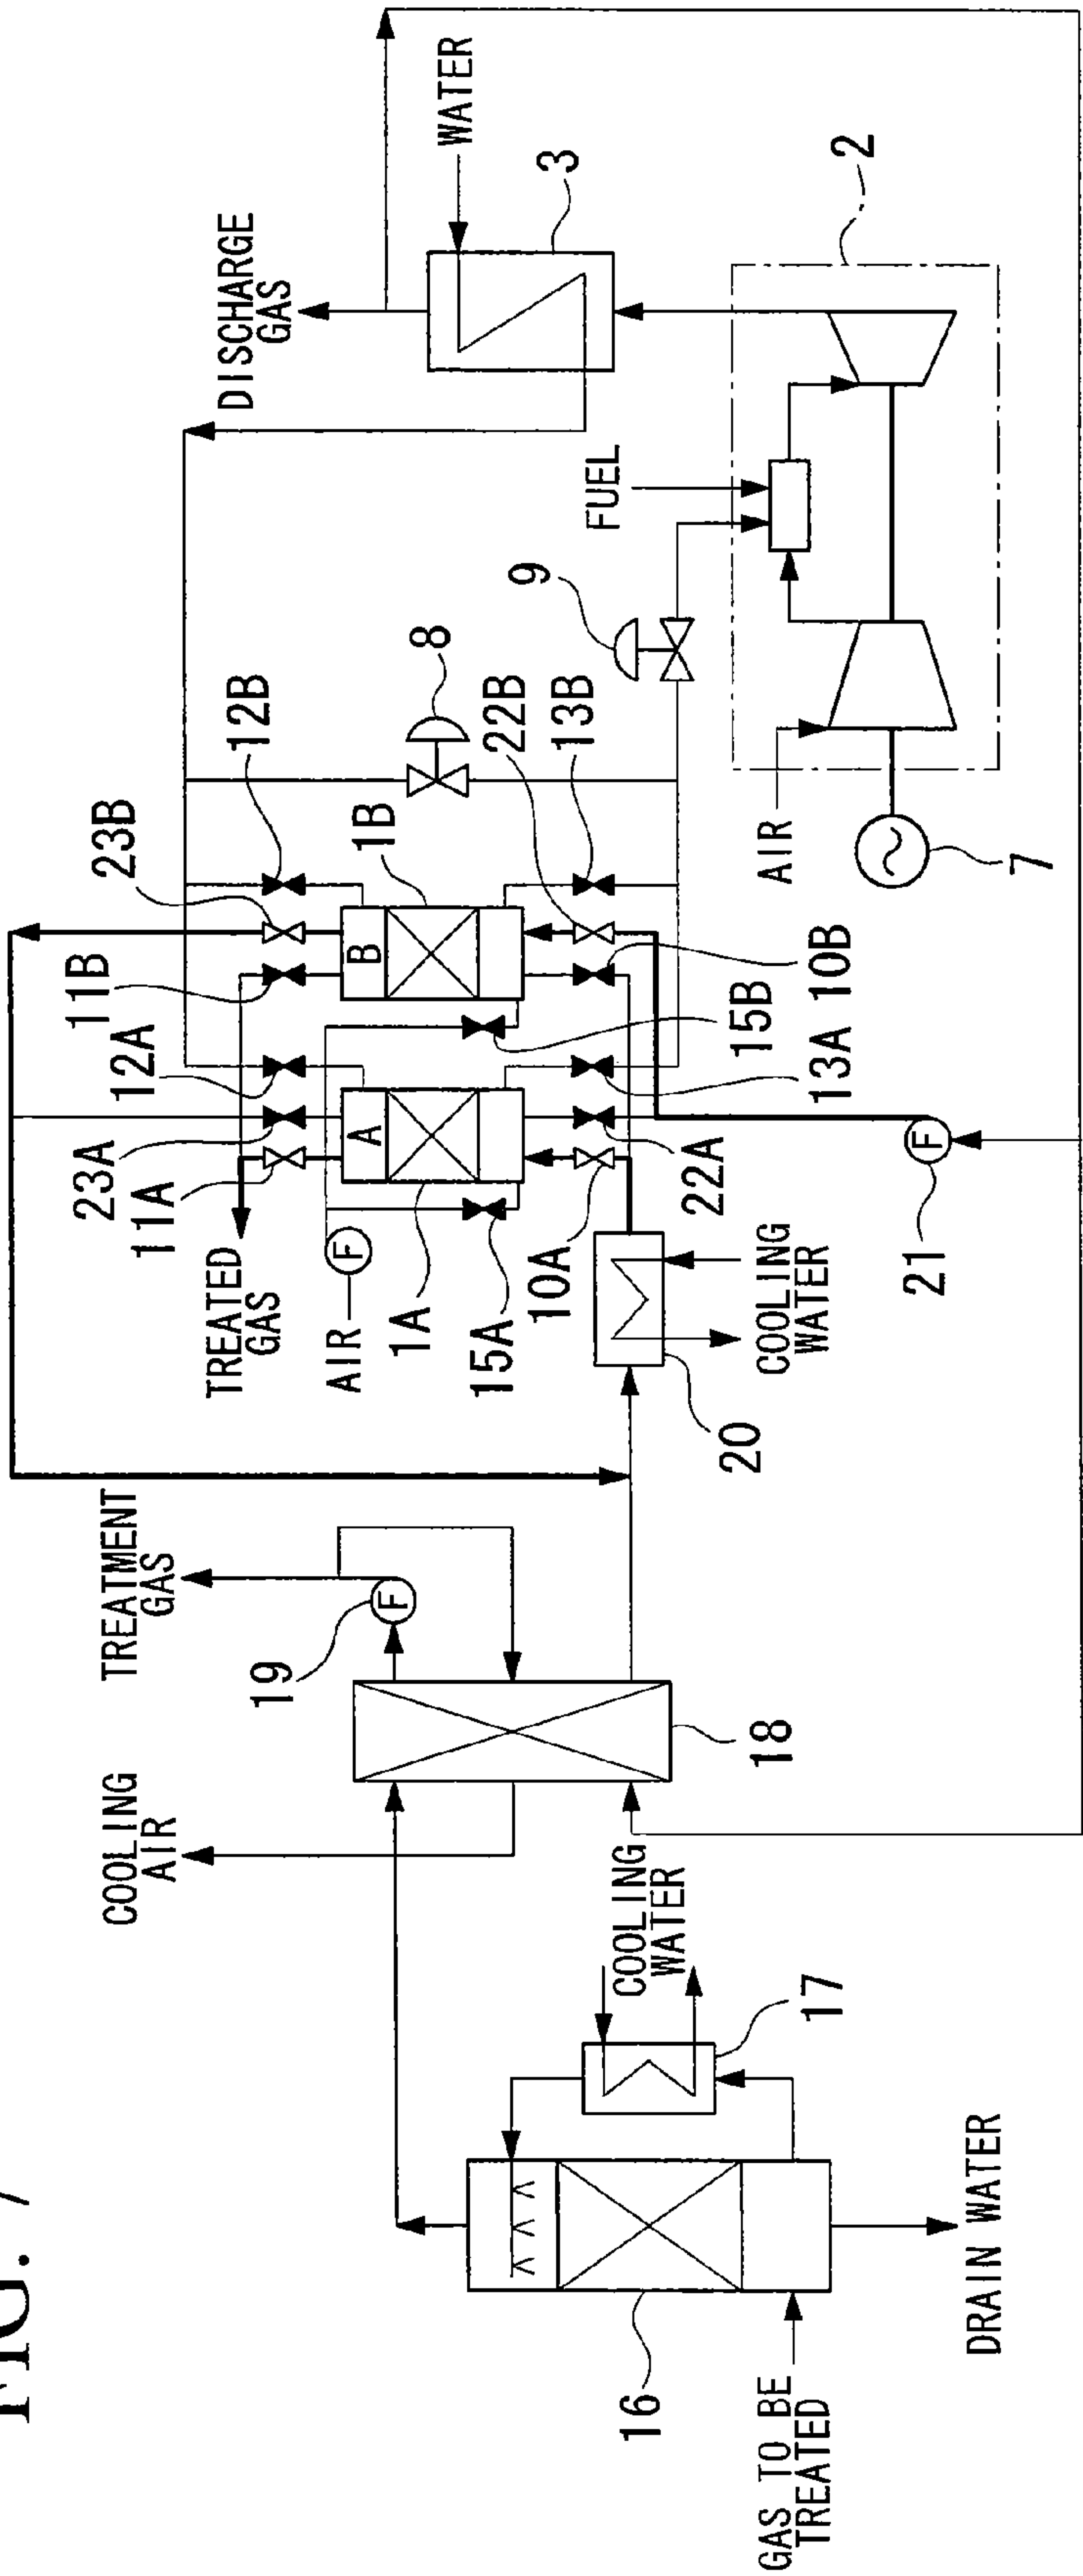 FIG. 7
GAS TO BE
TREATED
16
DRAIN WATER
17
COOLING
WATER
COOLING
AIR
18
19
F
TREATMENT
GAS
20
COOLING
WATER
21
F
TREATED
GAS
AIR
F
1A
15A
10A
11A
23A
12A
A
22A
13A
15B
10B
11B
23B
12B
B
1B
22B
13B
8
9
FUEL
AIR
7
2
3
WATER
DISCHARGE
GAS